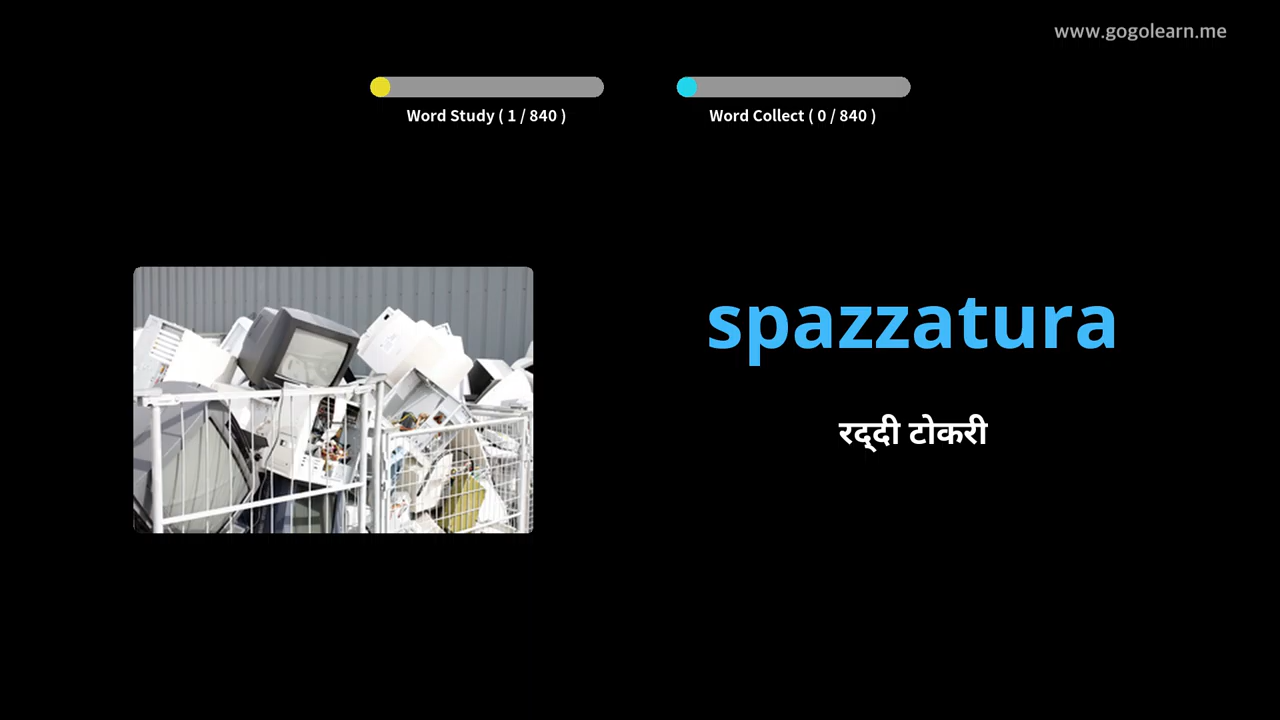 www.gogolearn.me
Word Study ( 1 / 840 )
Word Collect ( 0 / 840 )
spazzatura
रद्‌दी टोकरी